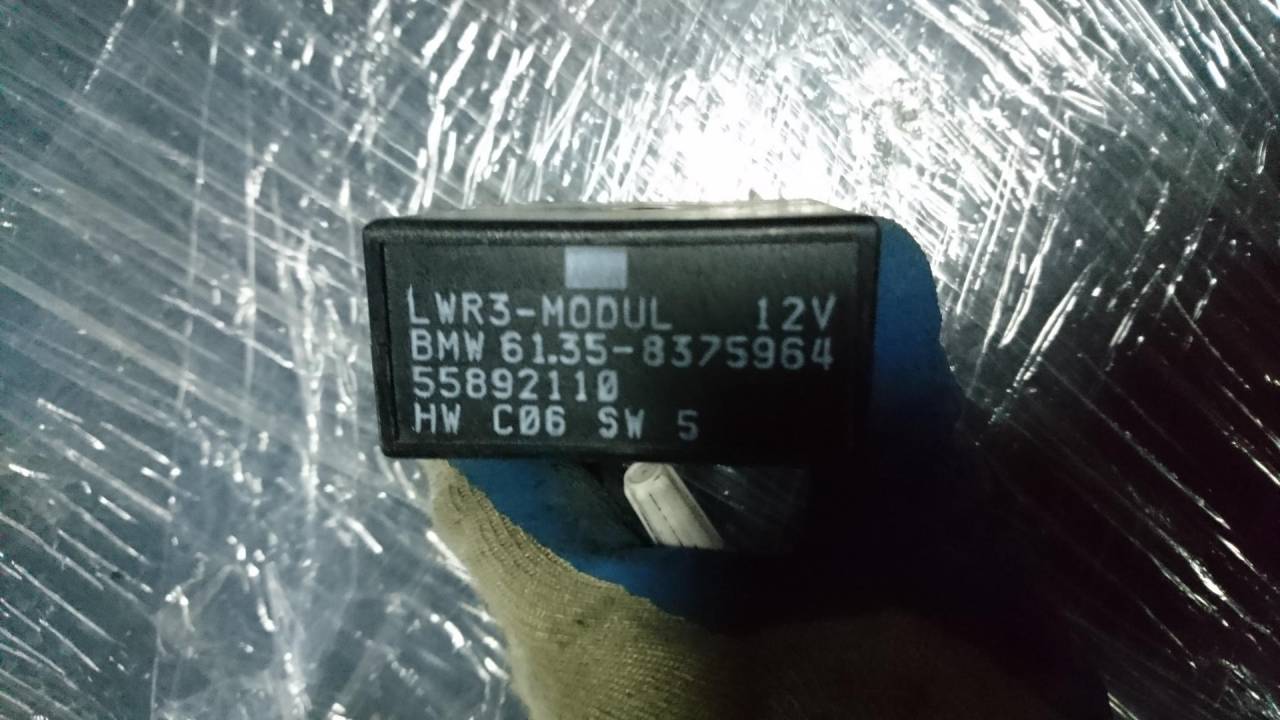 LWR3-MODUL 12V
BMW 61.35-8375964
55892110
HW C06 SW 5